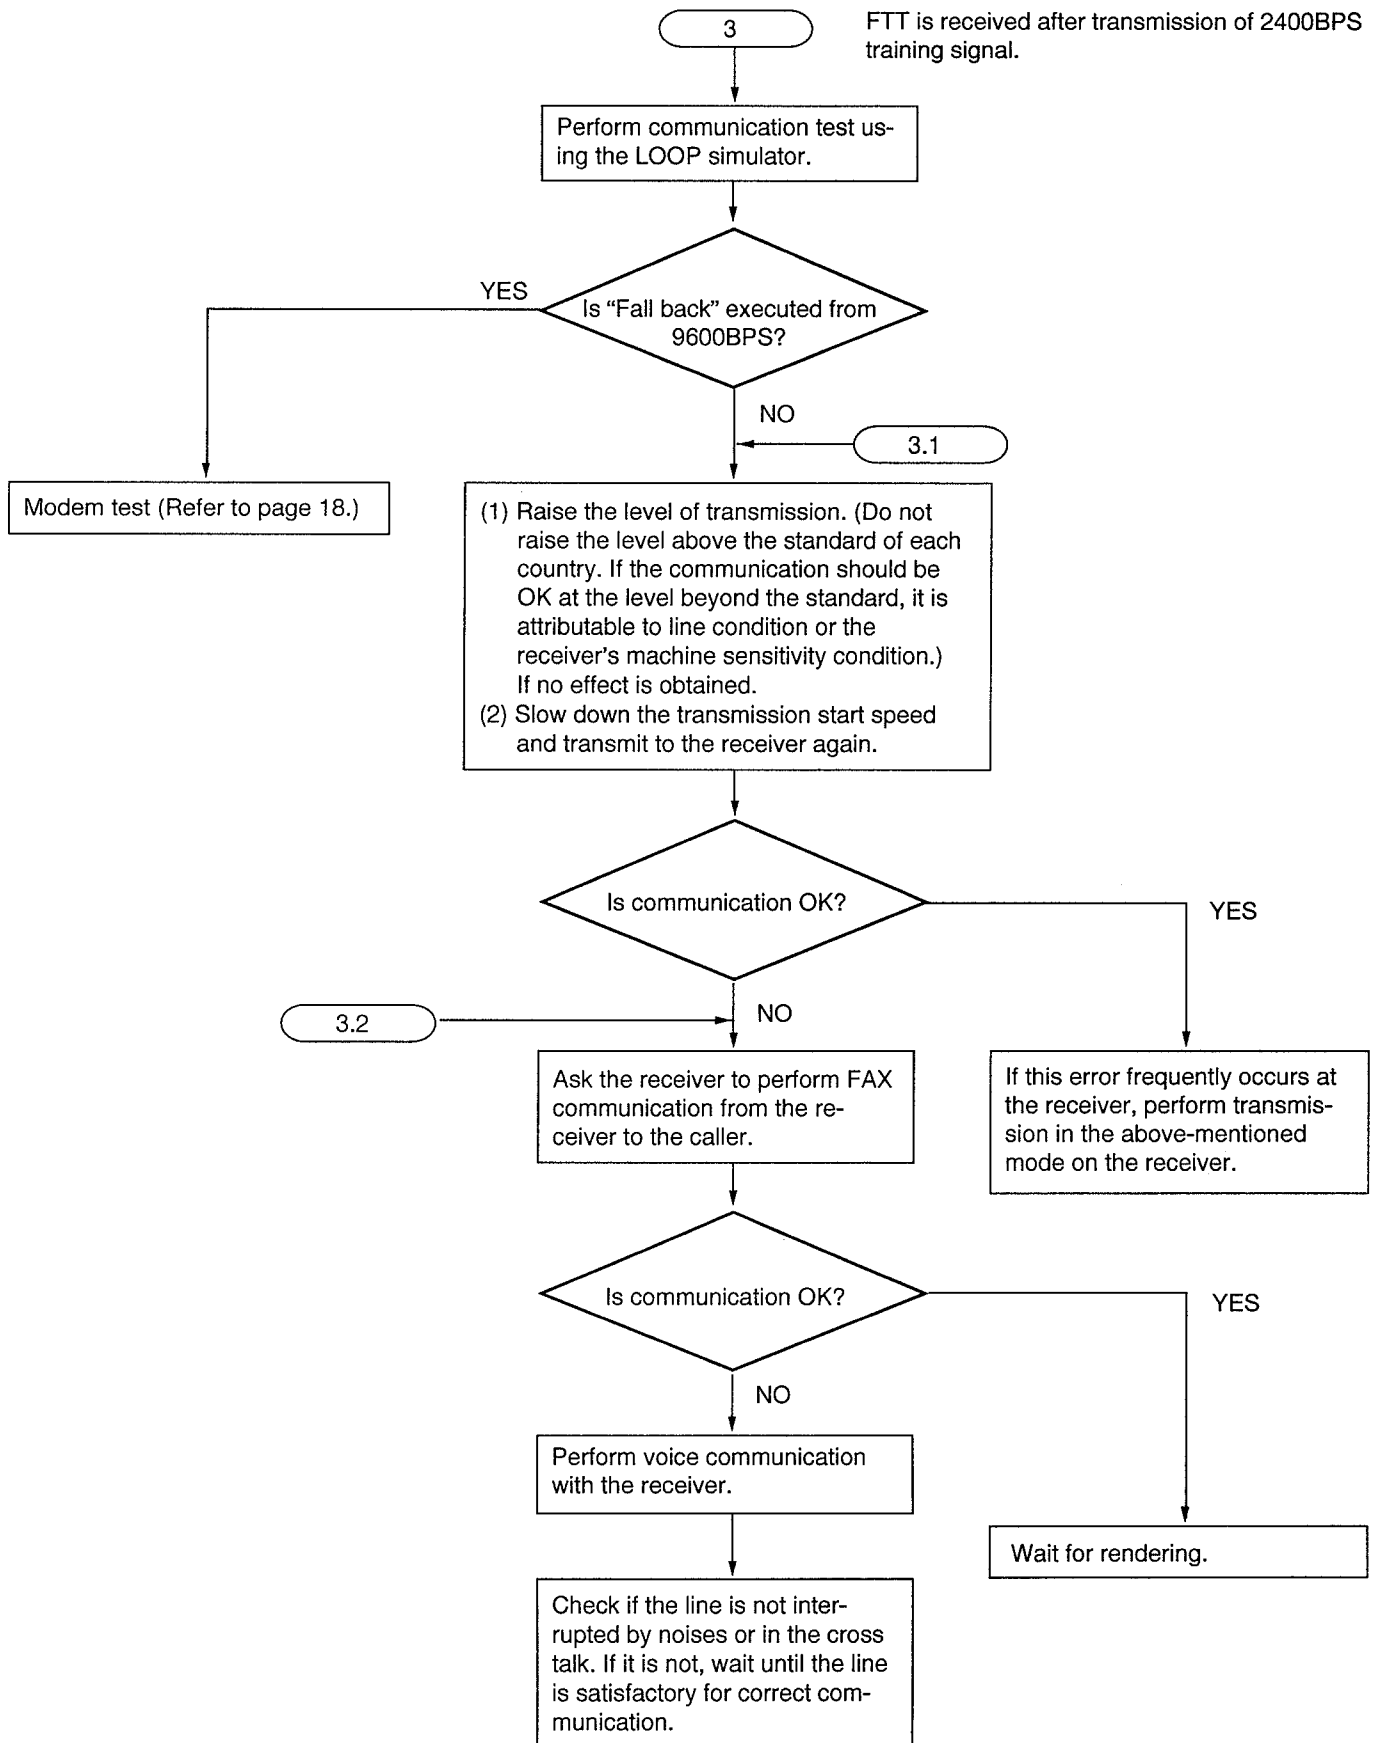 3
FTT is received after transmission of 2400BPS
training signal.
Perform communication test us-
ing the LOOP simulator.
YES
Is “Fall back” executed from
9600BPS?
NO
3.1
Modem test (Refer to page 18.)
(1) Raise the level of transmission. (Do not
raise the level above the standard of each
country. If the communication should be
OK at the level beyond the standard, it is
attributable to line condition or the
receiver's machine sensitivity condition.)
If no effect is obtained.
(2) Slow down the transmission start speed
and transmit to the receiver again.
Is communication OK?
YES
NO
3.2
Ask the receiver to perform FAX
communication from the re-
ceiver to the caller.
If this error frequently occurs at
the receiver, perform transmis-
sion in the above-mentioned
mode on the receiver.
Is communication OK?
YES
NO
Perform voice communication
with the receiver.
Wait for rendering.
Check if the line is not inter-
rupted by noises or in the cross
talk. If it is not, wait until the line
is satisfactory for correct com-
munication.